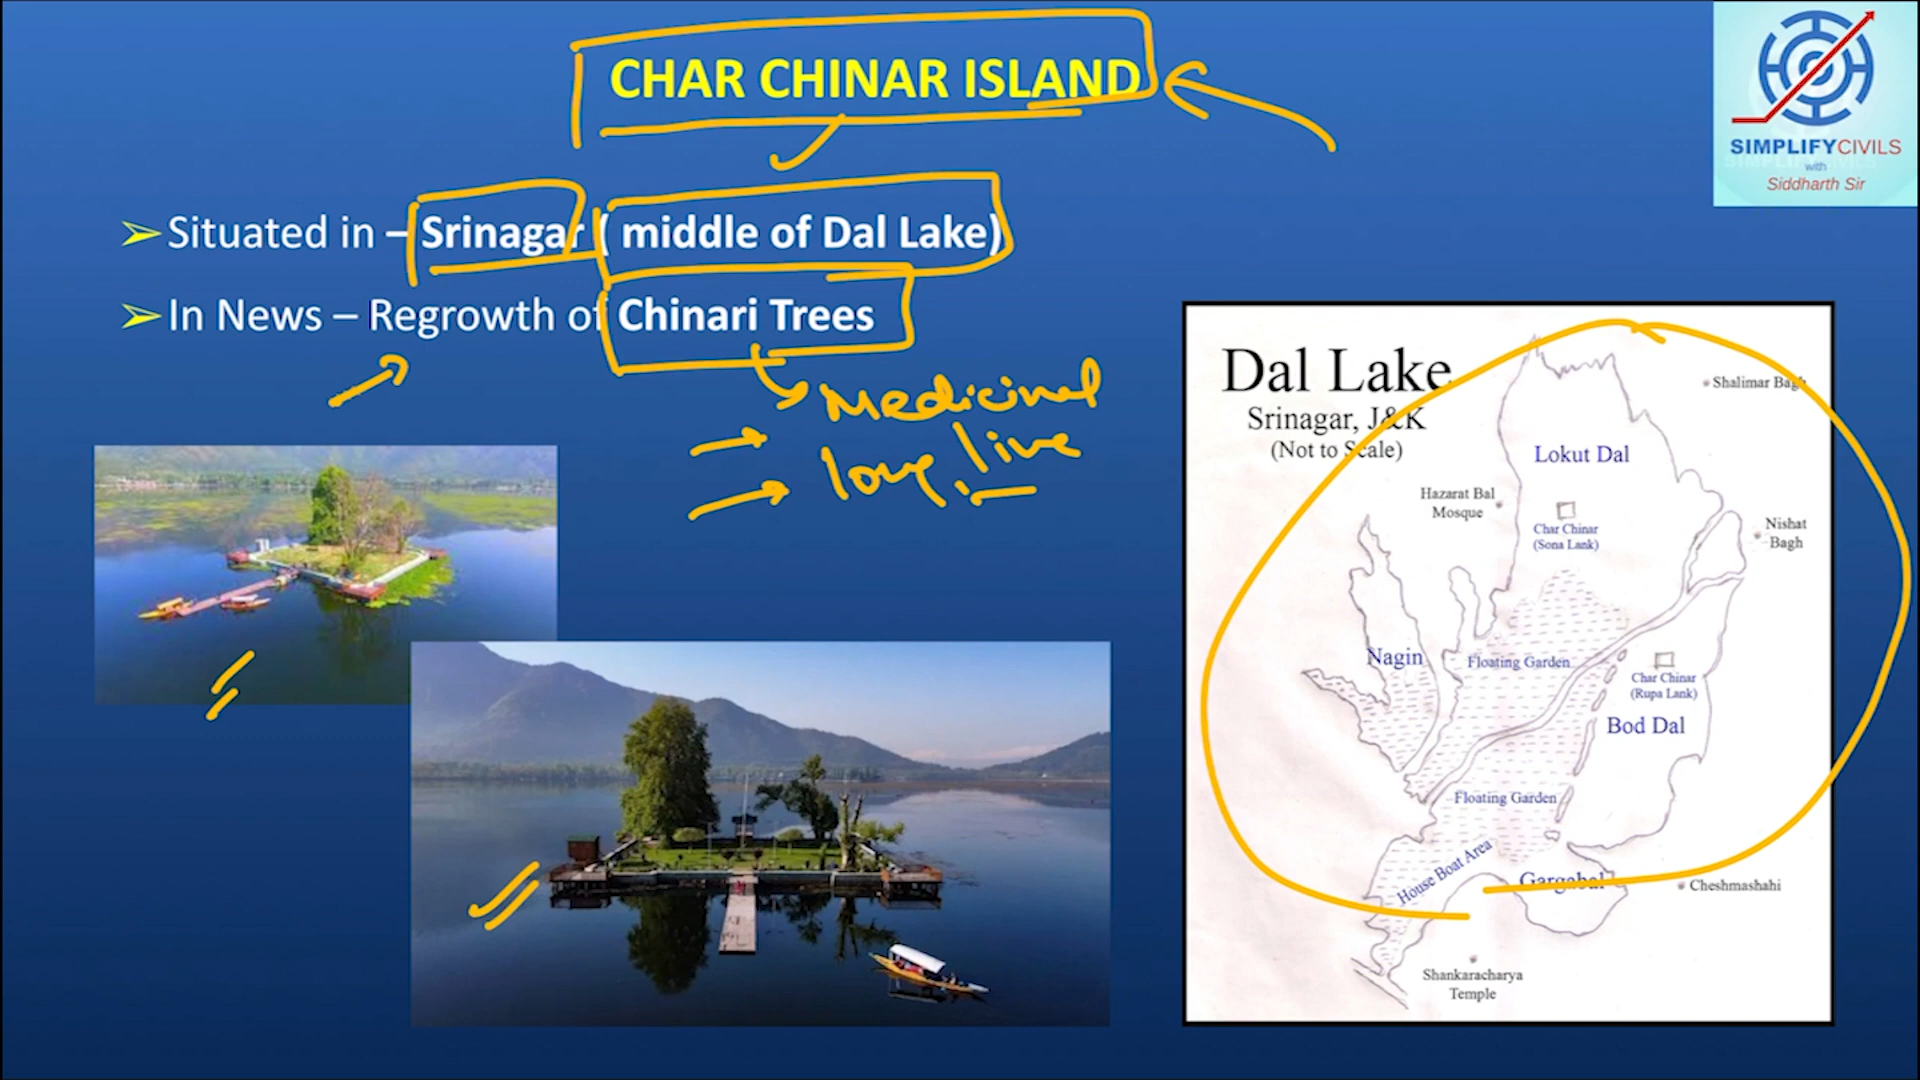 CHAR CHINAR ISLAND
SIMPLIFYCIVILS
with
Siddharth Sir
➢ Situated in – Srinagar ( middle of Dal Lake)
➢ In News – Regrowth of Chinari Trees
Medicinal
long live
Dal Lake
Srinagar, J&K
(Not to Scale)
Shalimar Bagh
Lokut Dal
Hazarat Bal
Mosque
Char Chinar
(Sona Lank)
Nishat
Bagh
Nagin
Floating Garden
Char Chinar
(Rupa Lank)
Bod Dal
Floating Garden
House Boat Area
Gargabal
Cheshmashahi
Shankaracharya
Temple